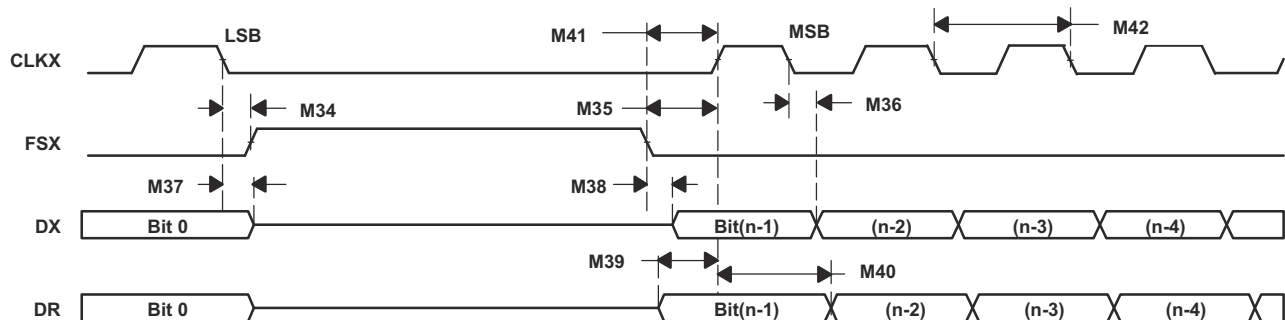 LSB
M41
MSB
M42
CLKX
M34
M35
M36
FSX
M37
M38
DX
Bit 0
Bit(n-1)
(n-2)
(n-3)
(n-4)
M39
M40
DR
Bit 0
Bit(n-1)
(n-2)
(n-3)
(n-4)